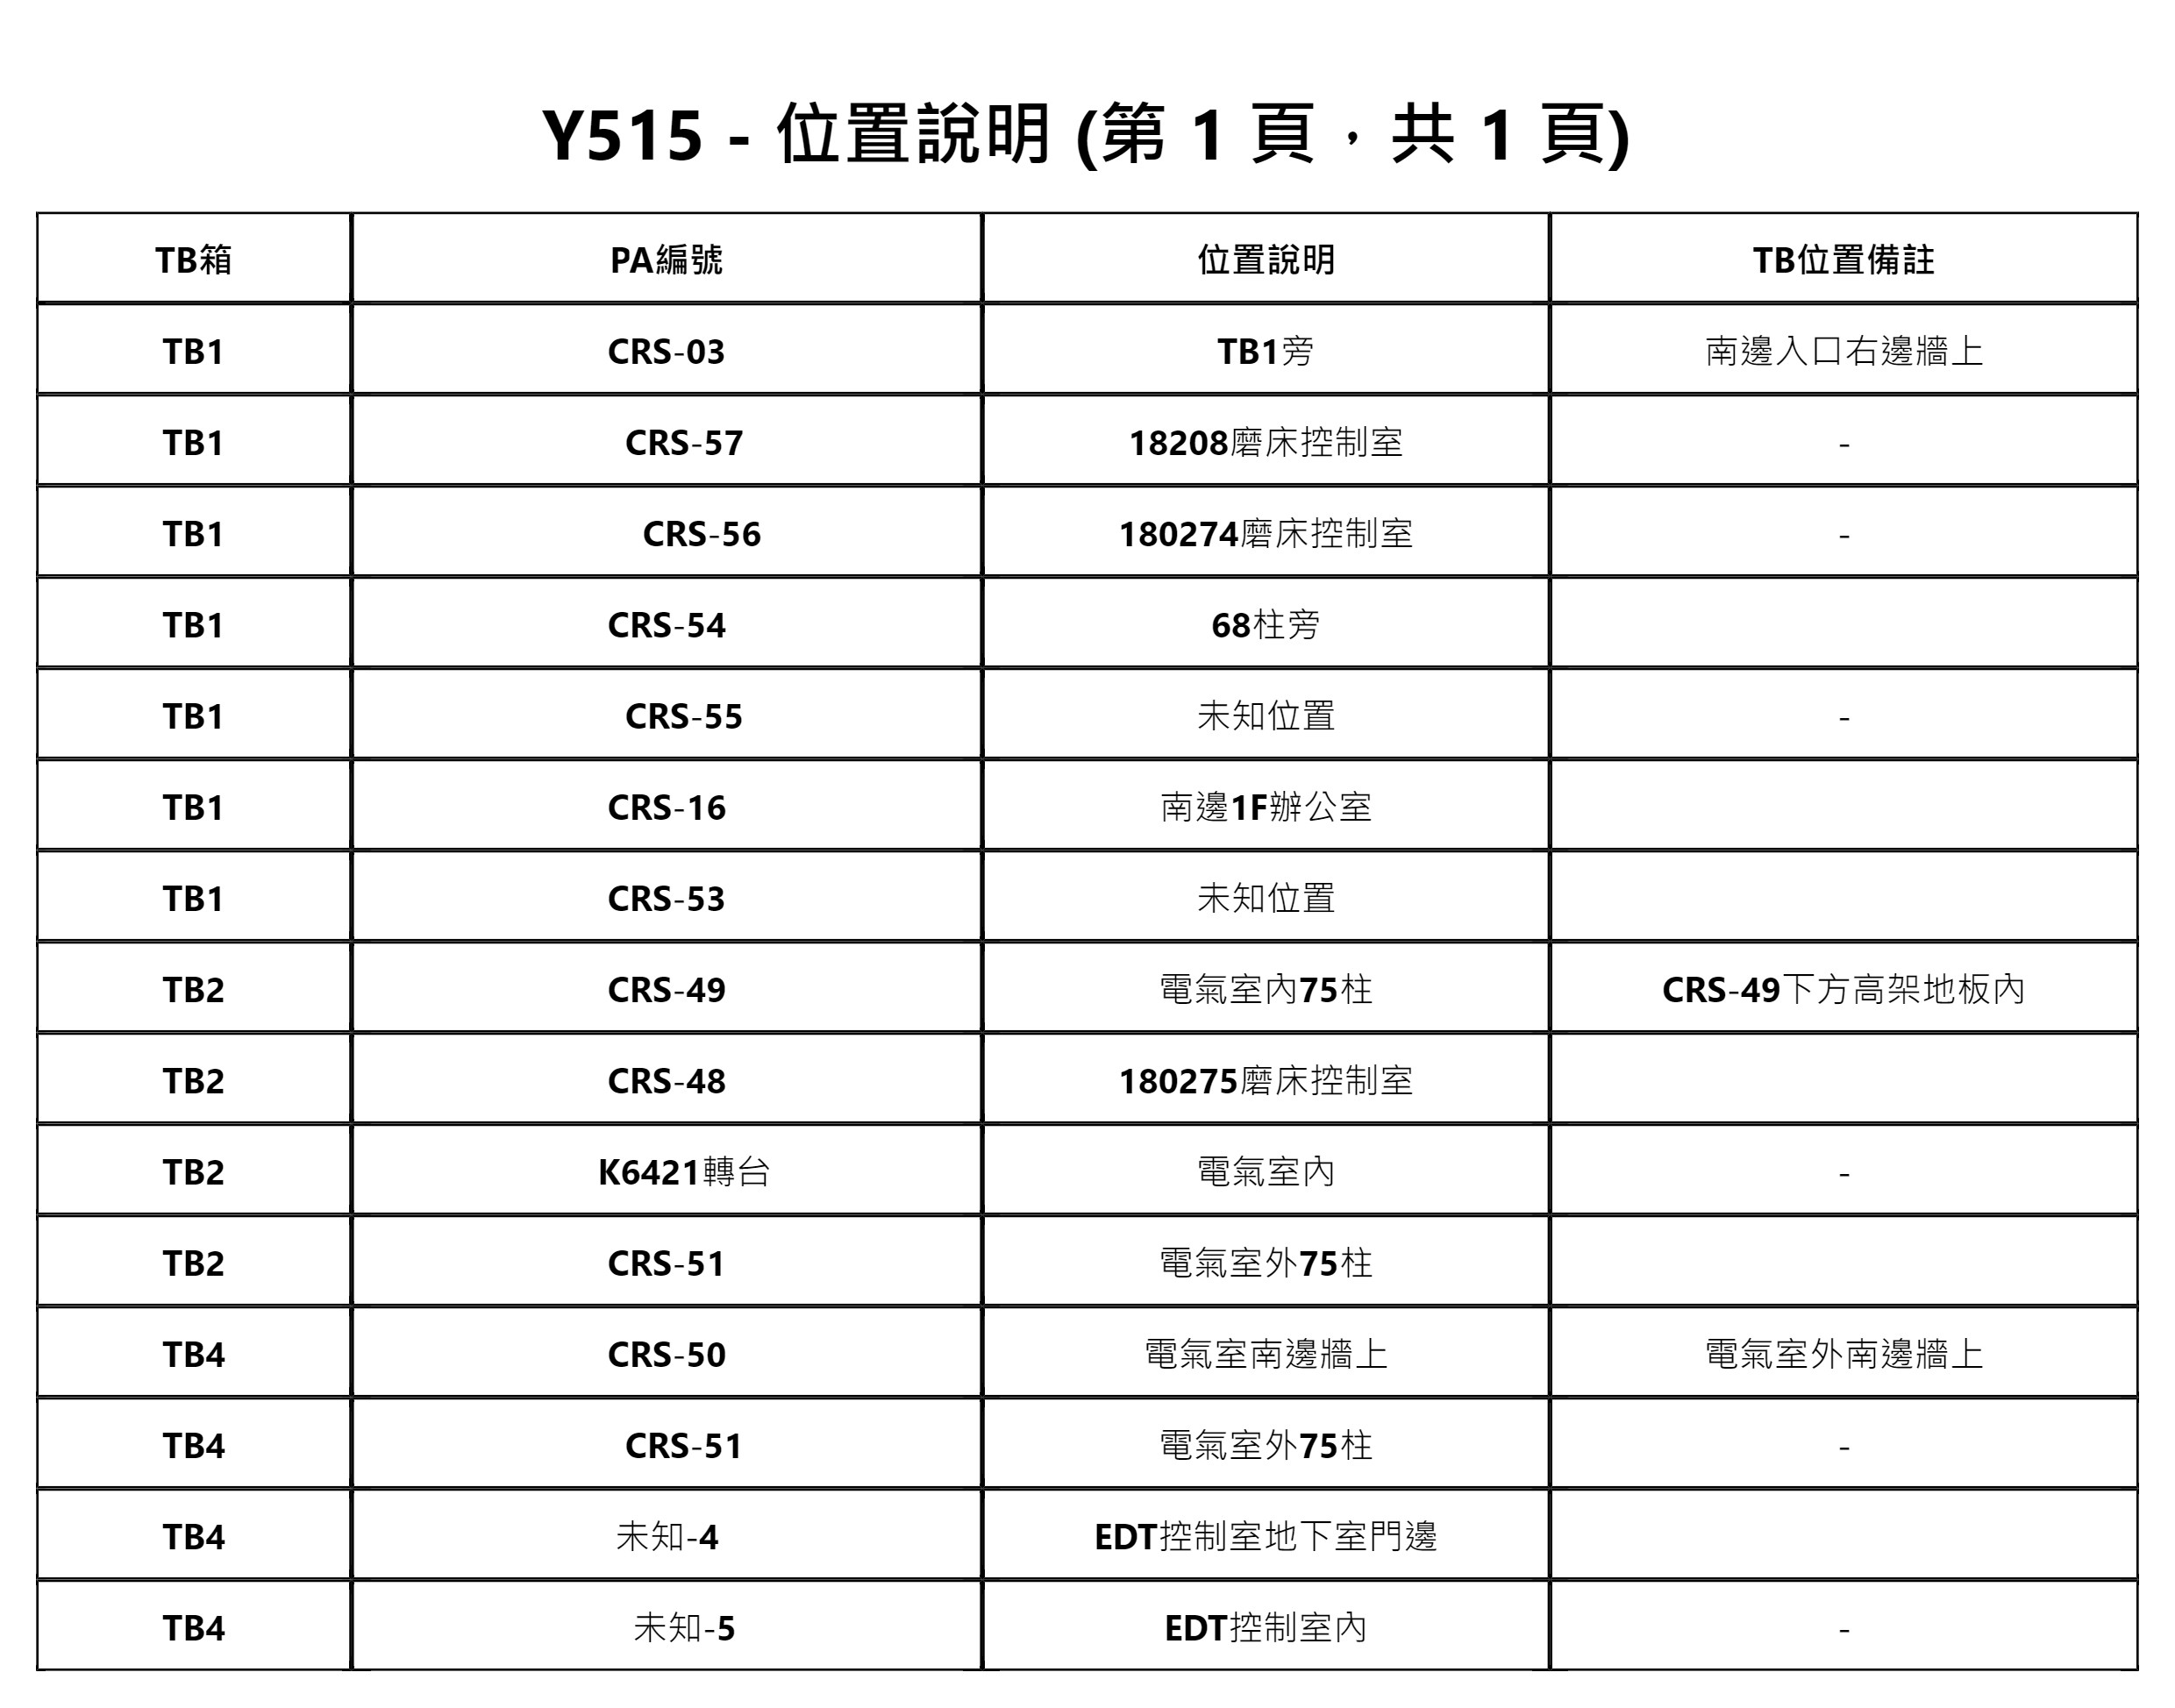 Y515 - 位置說明 (第 1 頁，共 1 頁)
TB箱 PA編號 位置說明 TB位置備註
TB1 CRS-03 TB1旁 南邊入口右邊牆上
TB1 CRS-57 18208磨床控制室 -
TB1 CRS-56 180274磨床控制室 -
TB1 CRS-54 68柱旁
TB1 CRS-55 未知位置 -
TB1 CRS-16 南邊1F辦公室
TB1 CRS-53 未知位置
TB2 CRS-49 電氣室內75柱 CRS-49下方高架地板內
TB2 CRS-48 180275磨床控制室
TB2 K6421轉台 電氣室內 -
TB2 CRS-51 電氣室外75柱
TB4 CRS-50 電氣室南邊牆上 電氣室外南邊牆上
TB4 CRS-51 電氣室外75柱 -
TB4 未知-4 EDT控制室地下室門邊
TB4 未知-5 EDT控制室內 -